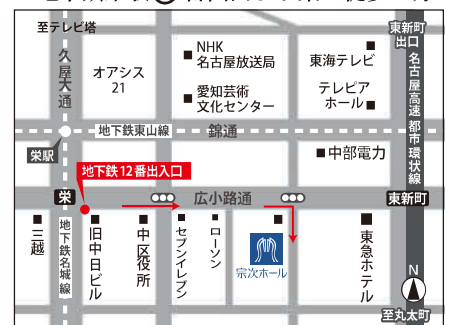 至テレビ塔
久屋大通
オアシス
21
NHK
名古屋放送局
愛知芸術
文化センター
東海テレビ
テレピア
ホール
東新町
出口
名古屋高速 都市環状線
地下鉄東山線
錦通
栄駅
中部電力
地下鉄12番出入口
栄
広小路通
東新町
三越
地下鉄名城線
旧中日ビル
中区役所
セブンイレブン
ローソン
宗次ホール
東急ホテル
N
至丸太町